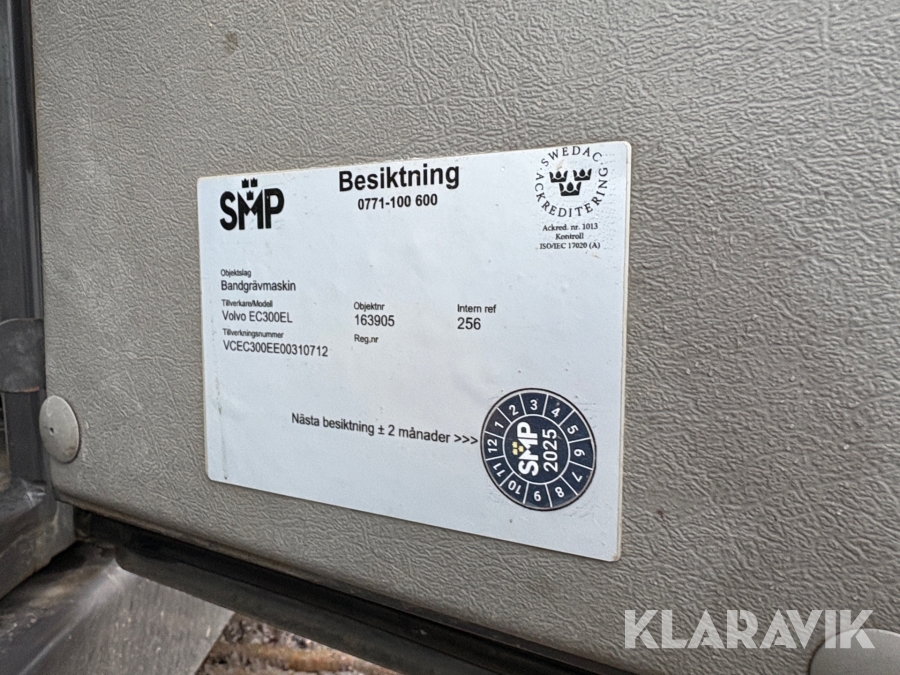 SMP
Besiktning
0771-100 600
SWEDAC
ACKREDITERING
Ackred. nr. 1013
Kontroll
ISO/IEC 17020 (A)
Objektslag
Bandgrävmaskin
Tillverkare/Modell
Volvo EC300EL
Objektnr
163905
Intern ref
256
Tillverkningsnummer
VCEC300EE00310712
Reg.nr
Nästa besiktning ± 2 månader >>>
1 2 3 4 5 6 7 8 9 10 11 12
SMP
2025
KLARAVIK